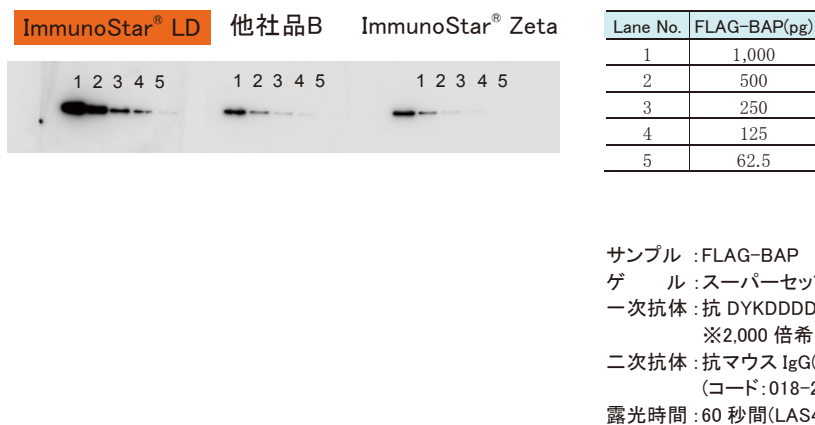 ImmunoStar® LD 他社品B ImmunoStar® Zeta
1 2 3 4 5 1 2 3 4 5 1 2 3 4 5
Lane No. FLAG-BAP(pg)
1 1,000
2 500
3 250
4 125
5 62.5
サンプル :FLAG-BAP
ゲ ル :スーパーセッ
一次抗体 :抗 DYKDDDD
※2,000 倍希
二次抗体 :抗マウス IgG(
(コード:018-2
露光時間 :60 秒間(LAS4